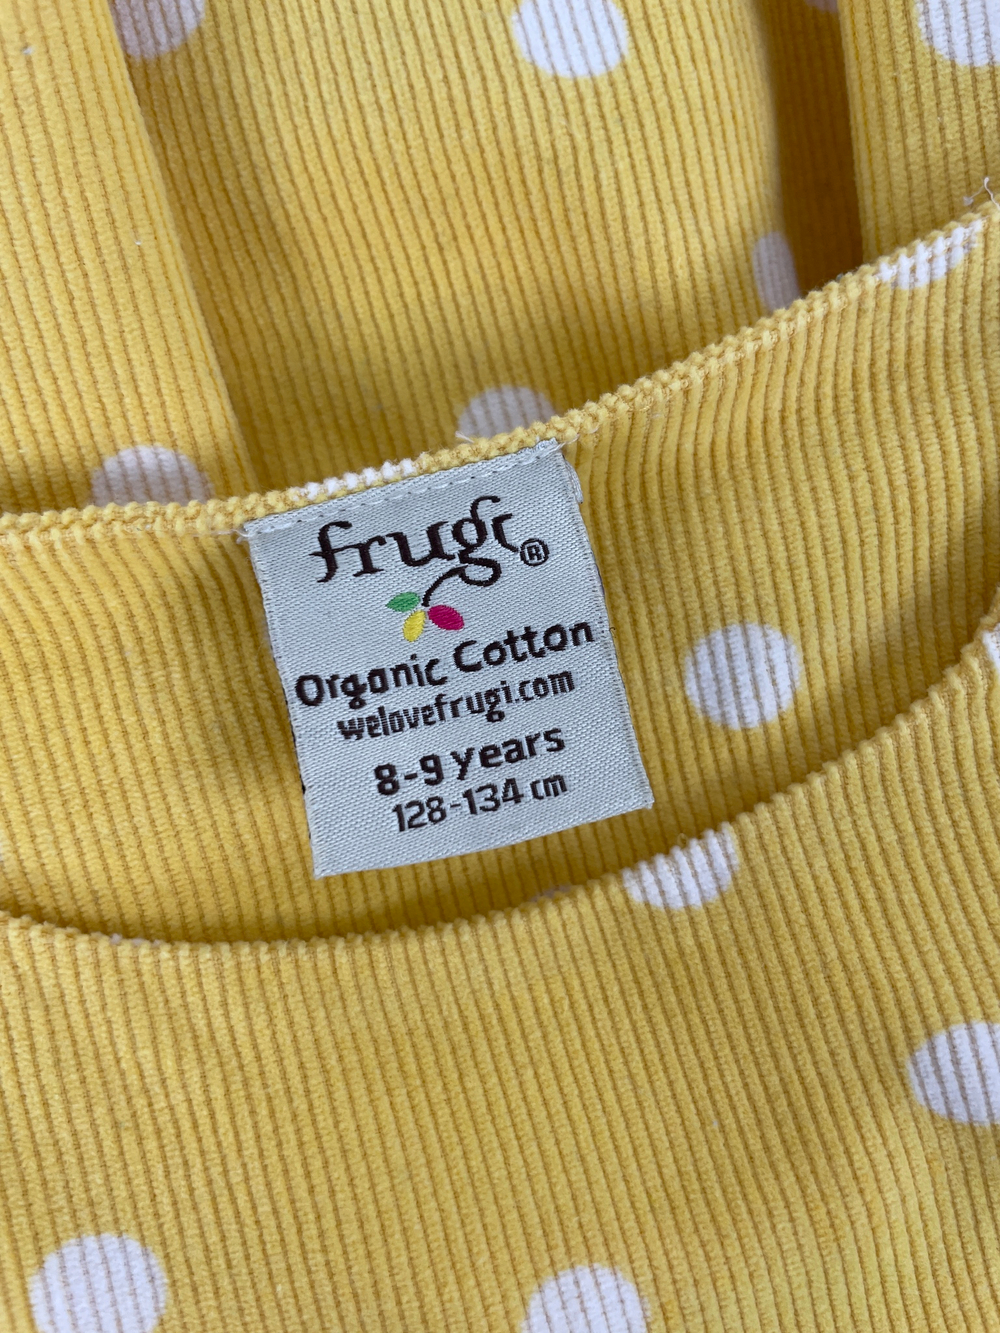 frugi®
Organic Cotton
welovefrugi.com
8-9 years
128-134 cm